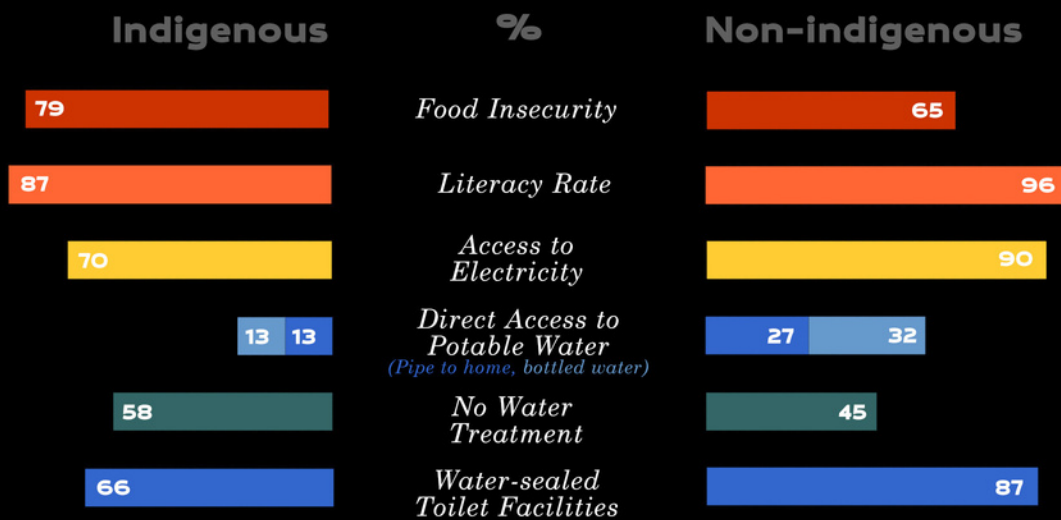 Indigenous % Non-indigenous
79 Food Insecurity 65
87 Literacy Rate 96
70 Access to
Electricity 90
13 13 Direct Access to
Potable Water 27 32
(Pipe to home, bottled water)
58 No Water
Treatment 45
66 Water-sealed
Toilet Facilities 87